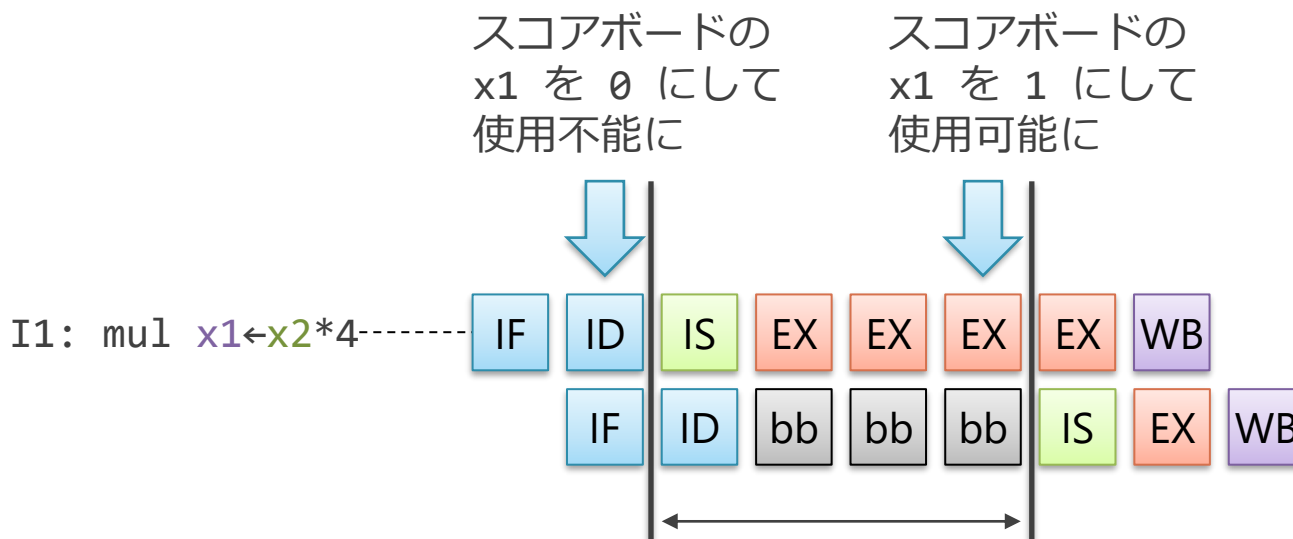 スコアボードの
x1 を 0 にして
使用不能に
スコアボードの
x1 を 1 にして
使用可能に
I1: mul x1←x2*4
IF ID IS EX EX EX EX WB
IF ID bb bb bb IS EX WB